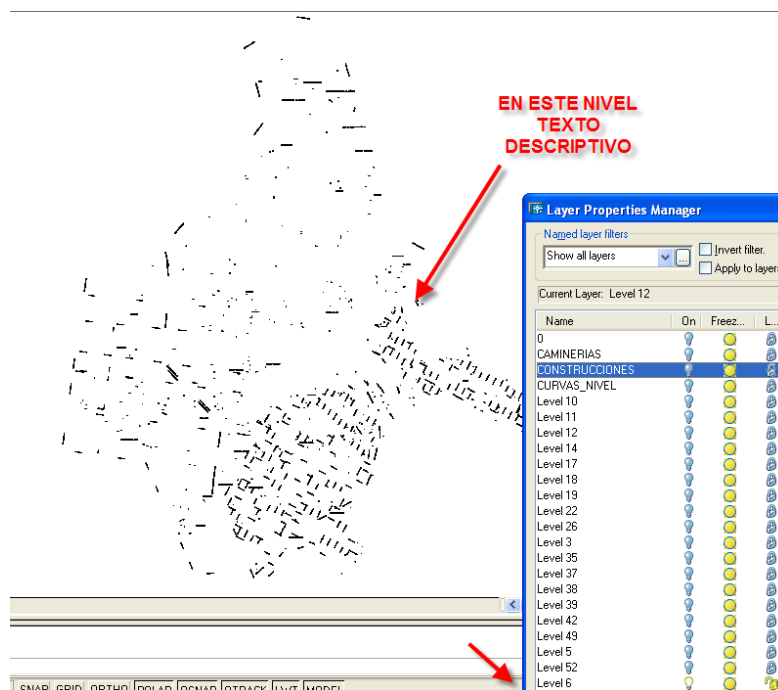 EN ESTE NIVEL
TEXTO
DESCRIPTIVO
Layer Properties Manager
Named layer filters
Show all layers
...
Invert filter.
Apply to layers
Current Layer: Level 12
Name On Freez... L...
0
CAMINERIAS
CONSTRUCCIONES
CURVAS_NIVEL
Level 10
Level 11
Level 12
Level 14
Level 17
Level 18
Level 19
Level 22
Level 26
Level 3
Level 35
Level 37
Level 38
Level 39
Level 42
Level 49
Level 5
Level 52
Level 6
SNAP GRID ORTHO POLAR OSNAP OTRACK LWT MODEL